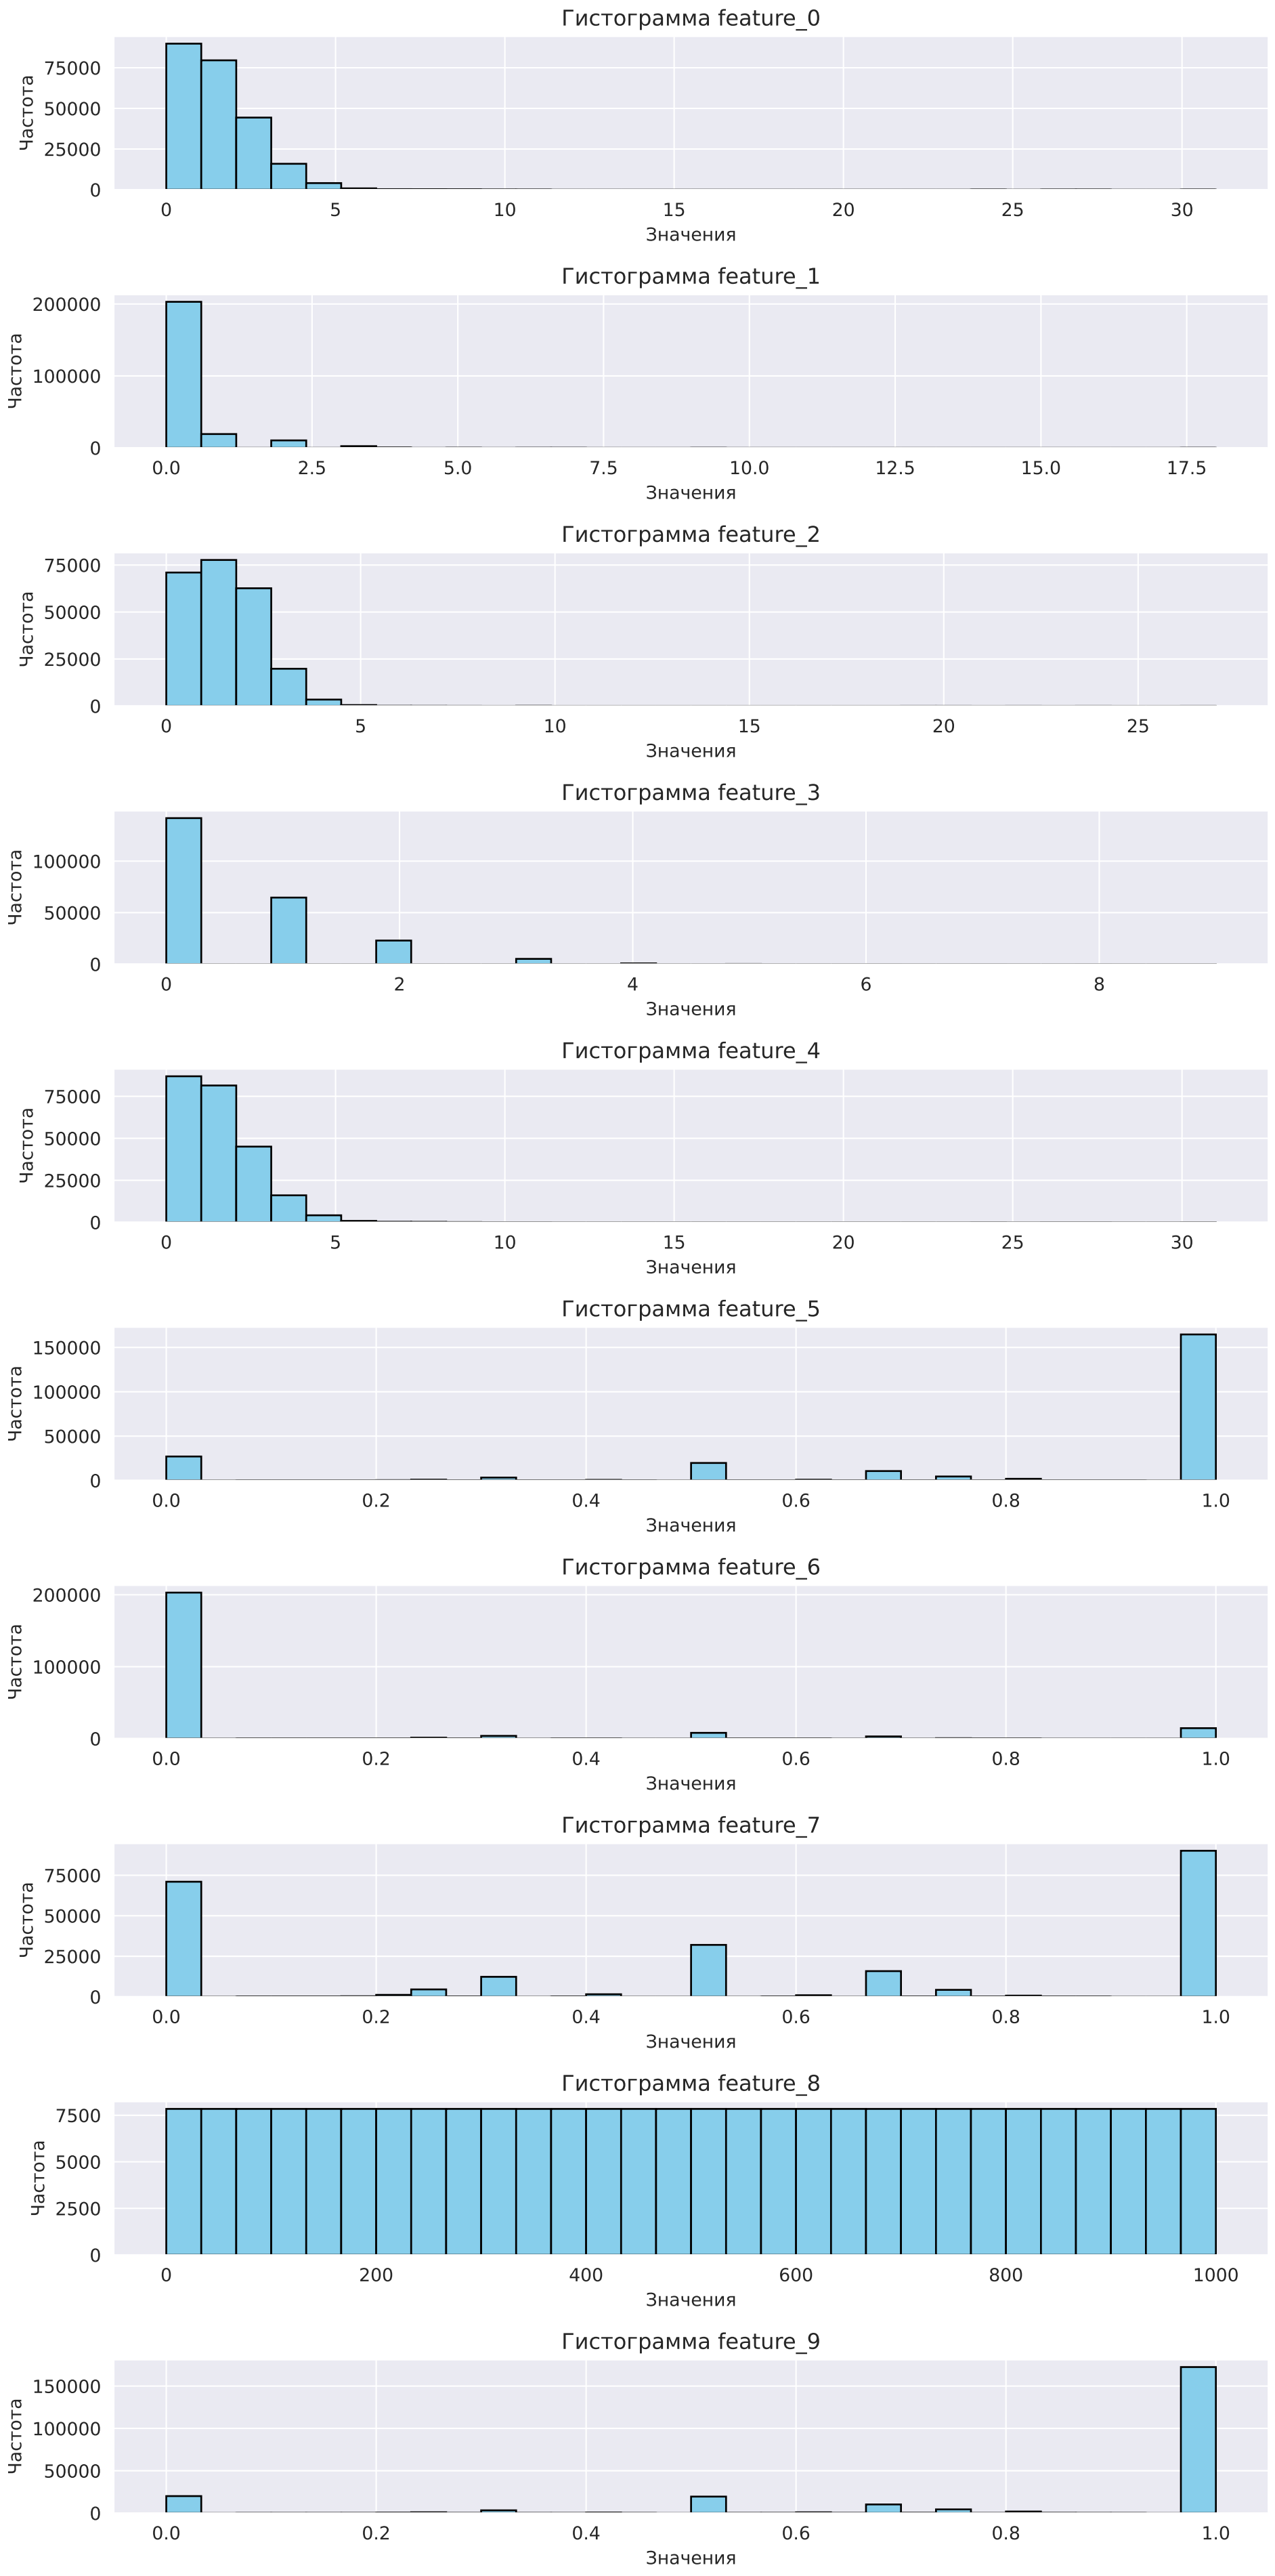 Гистограмма feature_0
Частота
75000
50000
25000
0
0 5 10 15 20 25 30
Значения
Гистограмма feature_1
Частота
200000
100000
0
0.0 2.5 5.0 7.5 10.0 12.5 15.0 17.5
Значения
Гистограмма feature_2
Частота
75000
50000
25000
0
0 5 10 15 20 25
Значения
Гистограмма feature_3
Частота
100000
50000
0
0 2 4 6 8
Значения
Гистограмма feature_4
Частота
75000
50000
25000
0
0 5 10 15 20 25 30
Значения
Гистограмма feature_5
Частота
150000
100000
50000
0
0.0 0.2 0.4 0.6 0.8 1.0
Значения
Гистограмма feature_6
Частота
200000
100000
0
0.0 0.2 0.4 0.6 0.8 1.0
Значения
Гистограмма feature_7
Частота
75000
50000
25000
0
0.0 0.2 0.4 0.6 0.8 1.0
Значения
Гистограмма feature_8
Частота
7500
5000
2500
0
0 200 400 600 800 1000
Значения
Гистограмма feature_9
Частота
150000
100000
50000
0
0.0 0.2 0.4 0.6 0.8 1.0
Значения